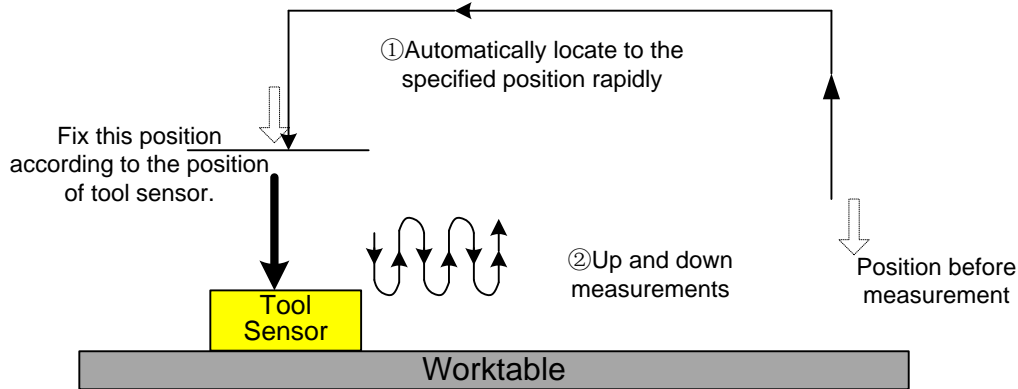 ①Automatically locate to the
specified position rapidly
Fix this position
according to the position
of tool sensor.
②Up and down
measurements
Position before
measurement
Tool
Sensor
Worktable